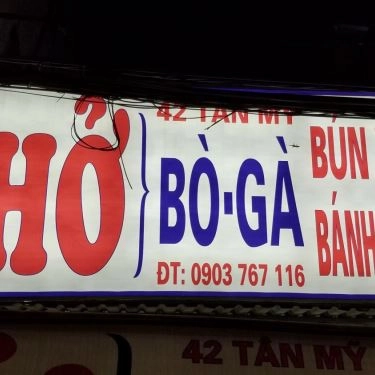 HỞ
42 TÂN MỸ
BÒ-GÀ
ĐT: 0903 767 116
BÚN
BÁNH
42 TÂN MỸ